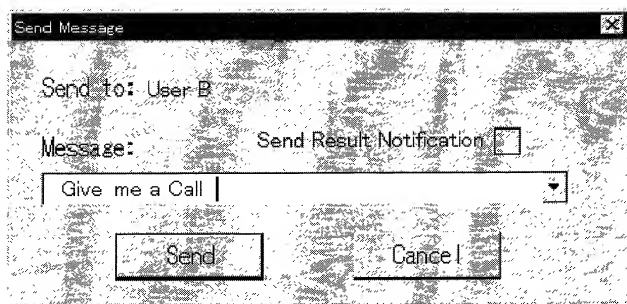 Send Message
Send to: User B
Message: Send Result Notification
Give me a Call
Send Cancel